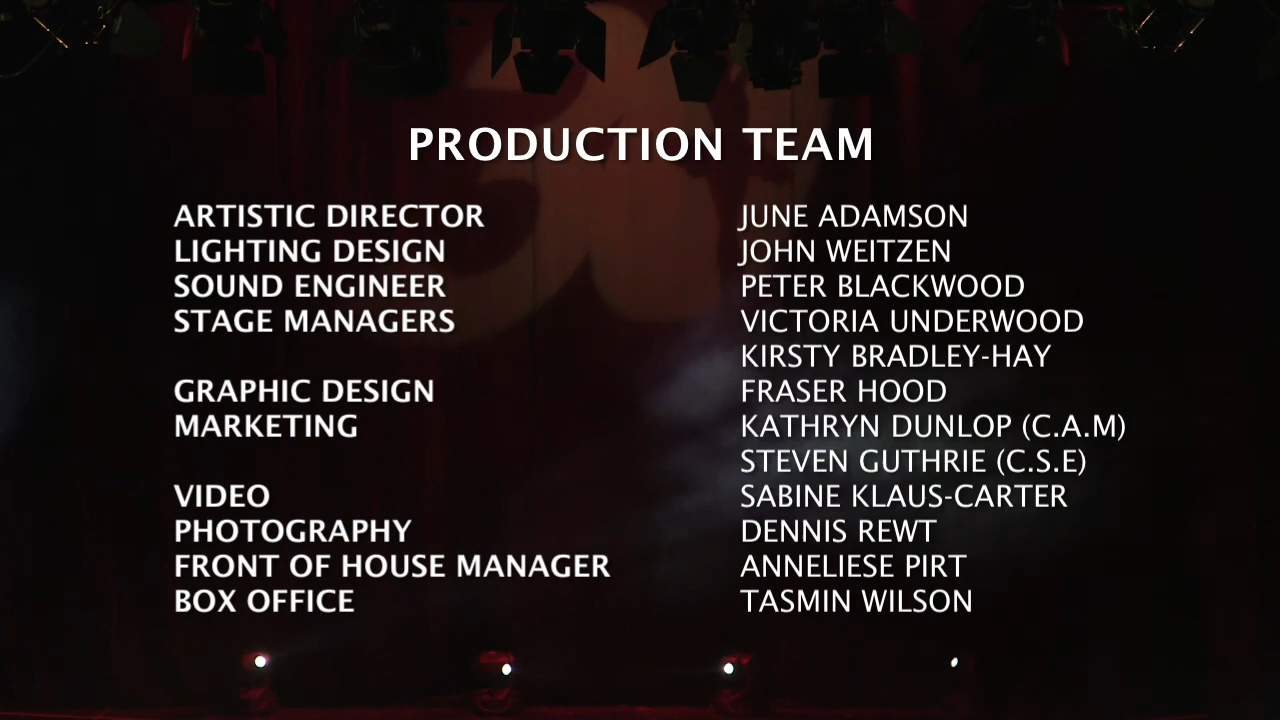 PRODUCTION TEAM
ARTISTIC DIRECTOR JUNE ADAMSON
LIGHTING DESIGN JOHN WEITZEN
SOUND ENGINEER PETER BLACKWOOD
STAGE MANAGERS VICTORIA UNDERWOOD
KIRSTY BRADLEY-HAY
GRAPHIC DESIGN FRASER HOOD
MARKETING KATHRYN DUNLOP (C.A.M)
STEVEN GUTHRIE (C.S.E)
VIDEO SABINE KLAUS-CARTER
PHOTOGRAPHY DENNIS REWT
FRONT OF HOUSE MANAGER ANNELIESE PIRT
BOX OFFICE TASMIN WILSON